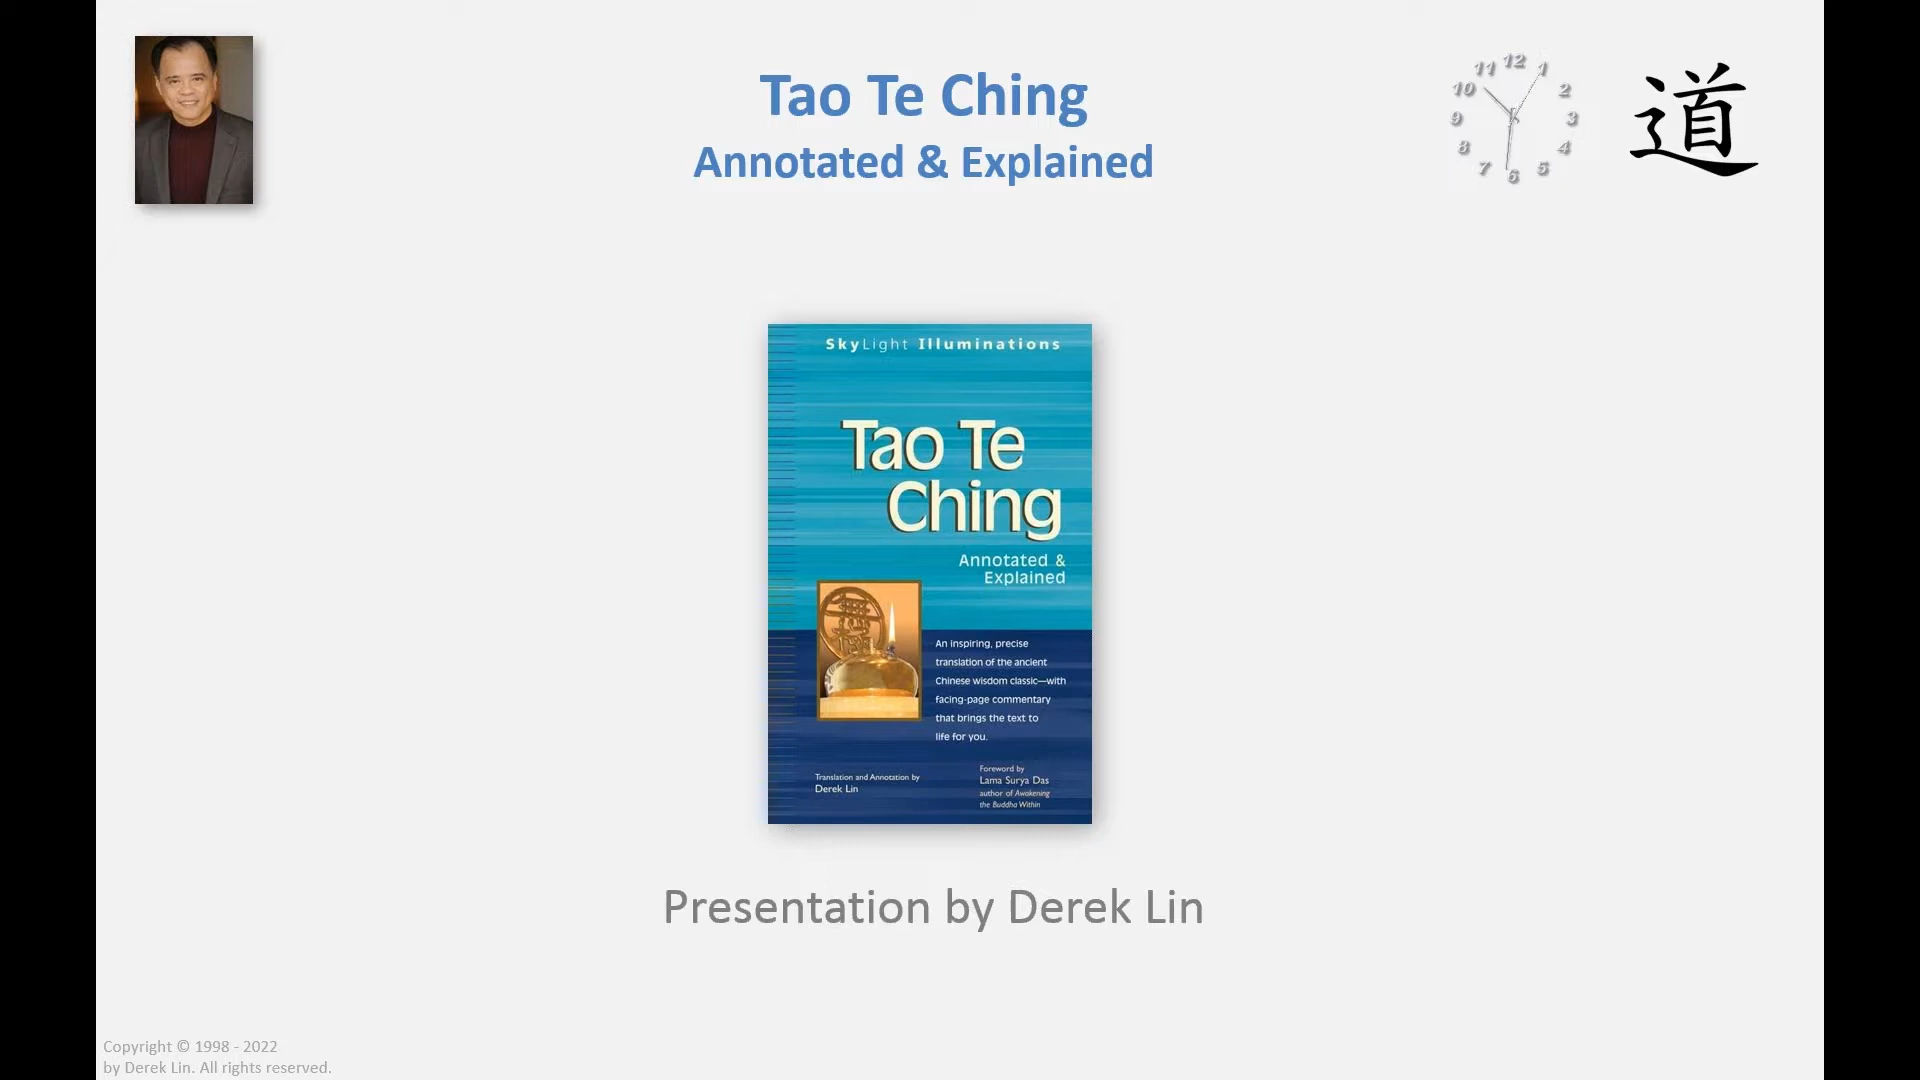 Tao Te Ching
Annotated & Explained
11 12 1
10 2
9 3
8 4
7 6 5
道
SkyLight Illuminations
Tao Te
Ching
Annotated &
Explained
An inspiring, precise
translation of the ancient
Chinese wisdom classic—with
facing-page commentary
that brings the text to
life for you.
Translation and Annotation by
Derek Lin
Foreword by
Lama Surya Das
author of Awakening
the Buddha Within
Presentation by Derek Lin
Copyright © 1998 - 2022
by Derek Lin. All rights reserved.